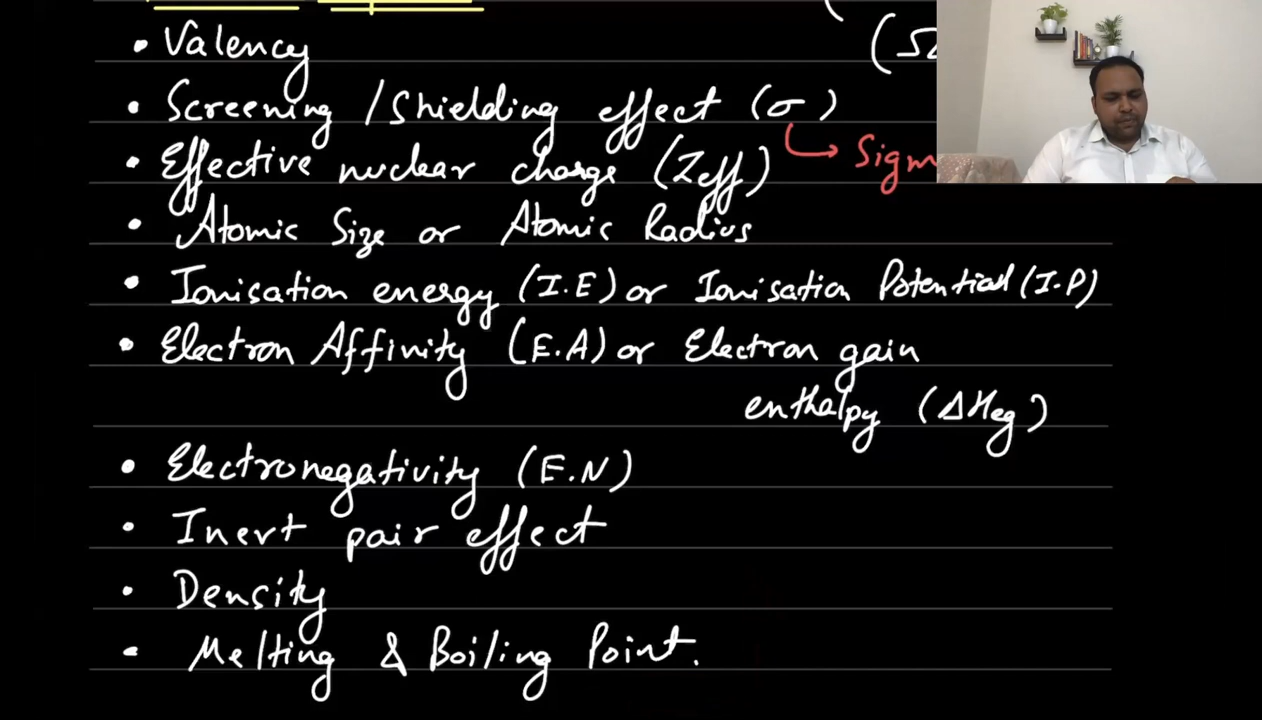 • Valency
• Screening /Shielding effect (σ)
• Effective nuclear charge (Zeff)
• Atomic Size or Atomic Radius
• Ionisation energy (I.E) or Ionisation Potential (I.P)
• Electron Affinity (E.A) or Electron gain
enthalpy (ΔHeg)
• Electronegativity (E.N)
• Inert pair effect
• Density
• Melting & Boiling Point.